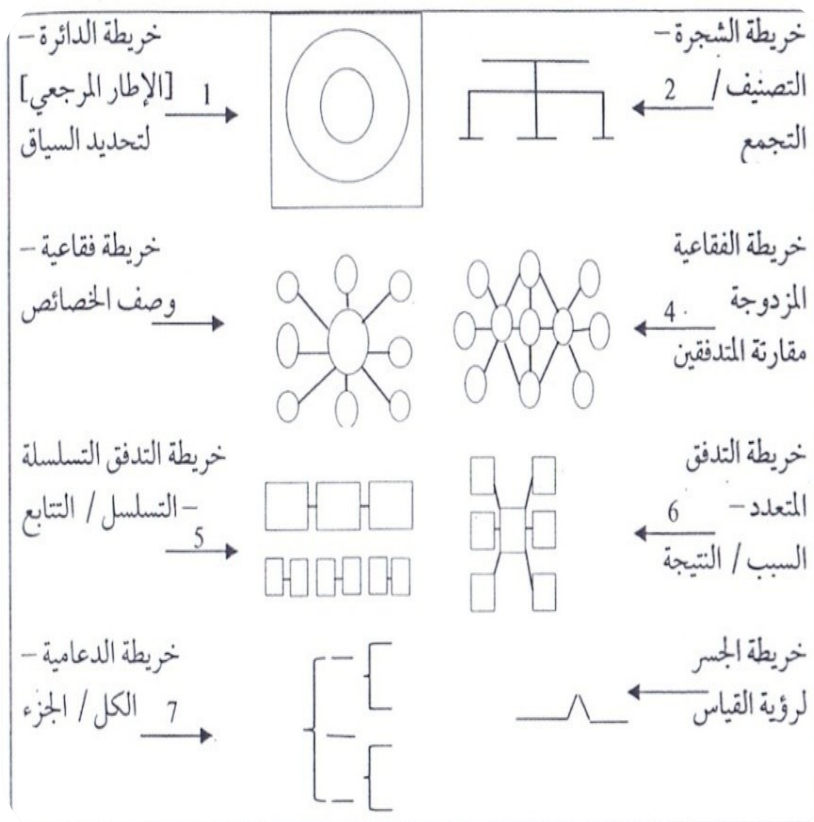 خريطة الشجرة –
التصنيف / 2
التجمع
خريطة الدائرة –
[الإطار المرجعي] 1
لتحديد السياق
خريطة الفقاعية
المزدوجة 4
مقارنة المتدفقين
خريطة فقاعية –
وصف الخصائص
خريطة التدفق
المتعدد – 6
السبب / النتيجة
خريطة التدفق التسلسلة
– التسلسل / التتابع
5
خريطة الجسر
لرؤية القياس
خريطة الدعامية –
الكل / الجزء 7